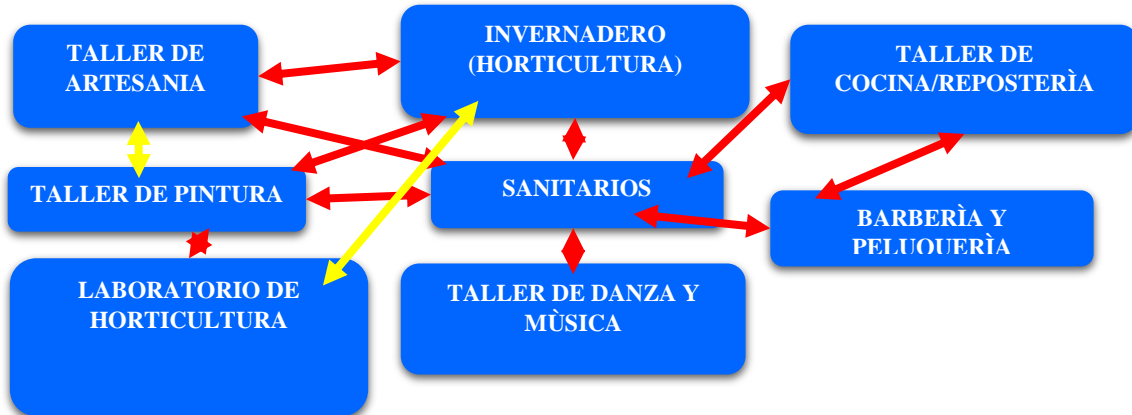 TALLER DE
ARTESANIA
INVERNADERO
(HORTICULTURA)
TALLER DE
COCINA/REPOSTERÌA
TALLER DE PINTURA
SANITARIOS
BARBERÌA Y
PELUQUERÌA
LABORATORIO DE
HORTICULTURA
TALLER DE DANZA Y
MÙSICA